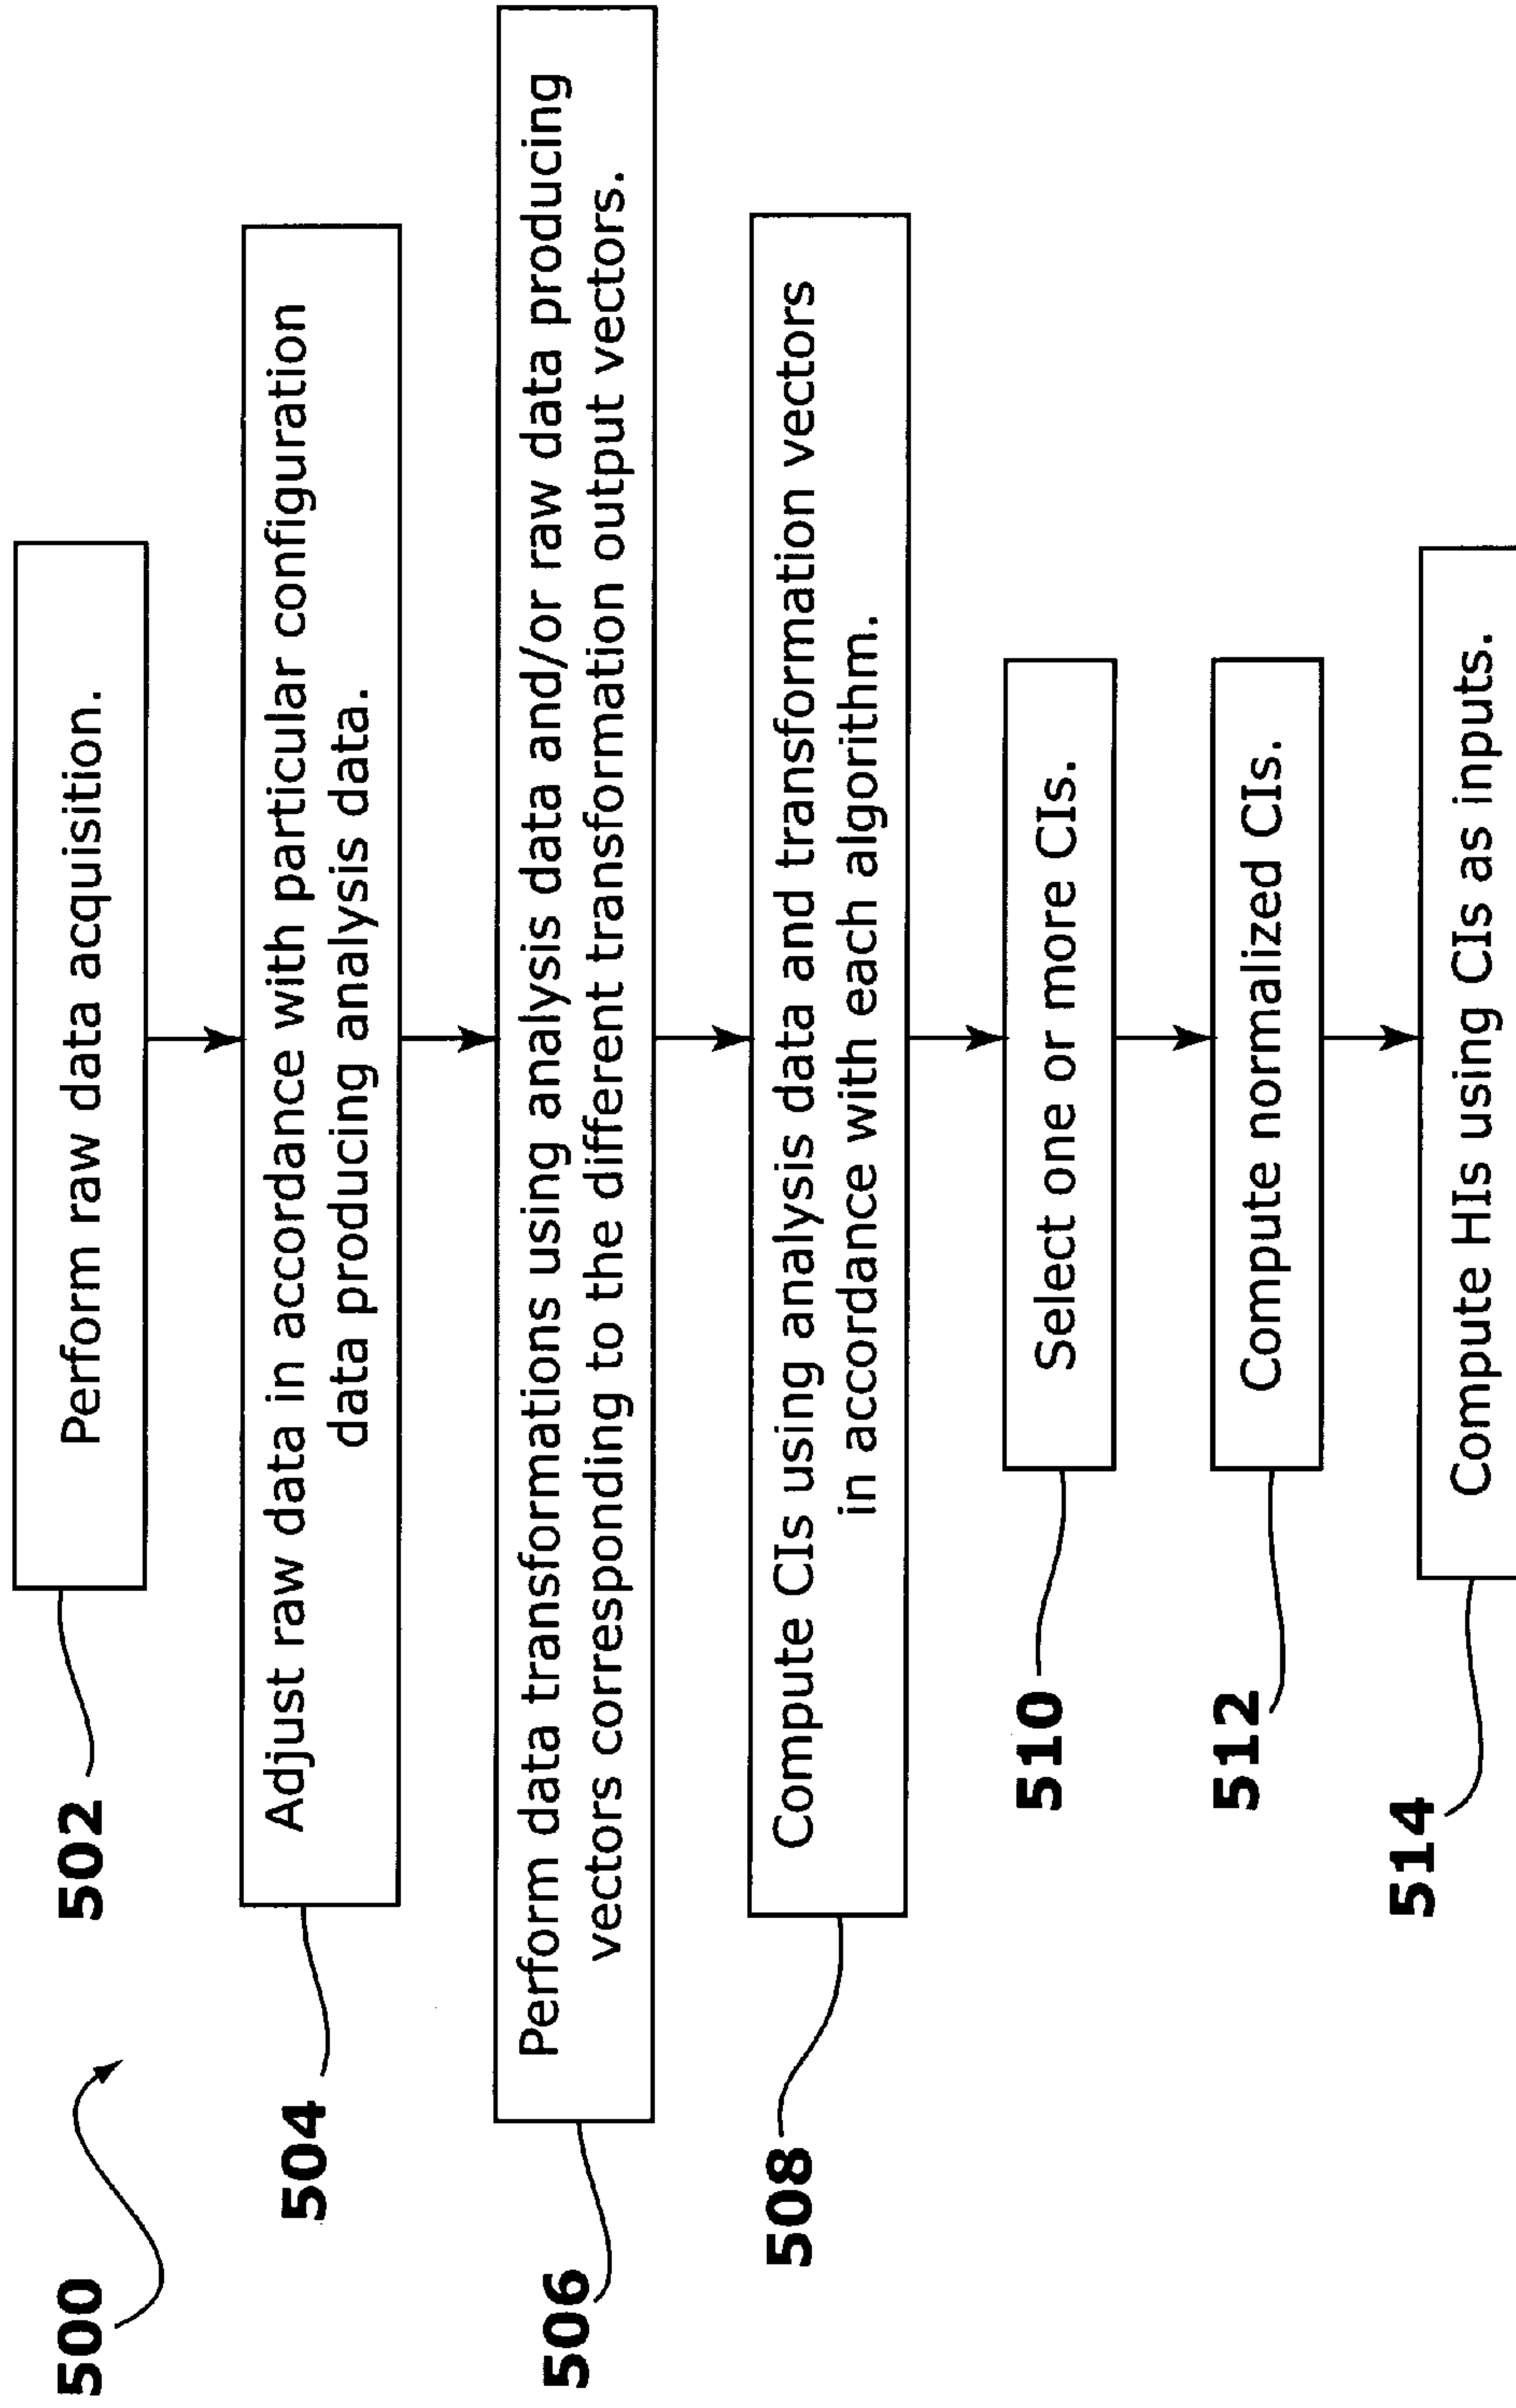 500
502
Perform raw data acquisition.
504
Adjust raw data in accordance with particular configuration
data producing analysis data.
506
Perform data transformations using analysis data and/or raw data producing
vectors corresponding to the different transformation output vectors.
508
Compute CIs using analysis data and transformation vectors
in accordance with each algorithm.
510
Select one or more CIs.
512
Compute normalized CIs.
514
Compute HIs using CIs as inputs.